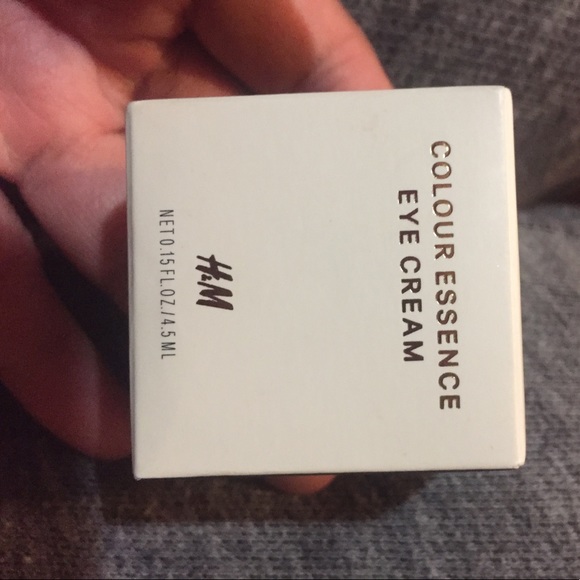 COLOUR ESSENCE
EYE CREAM
H&M
NET 0.15 FL.OZ./4.5 ML